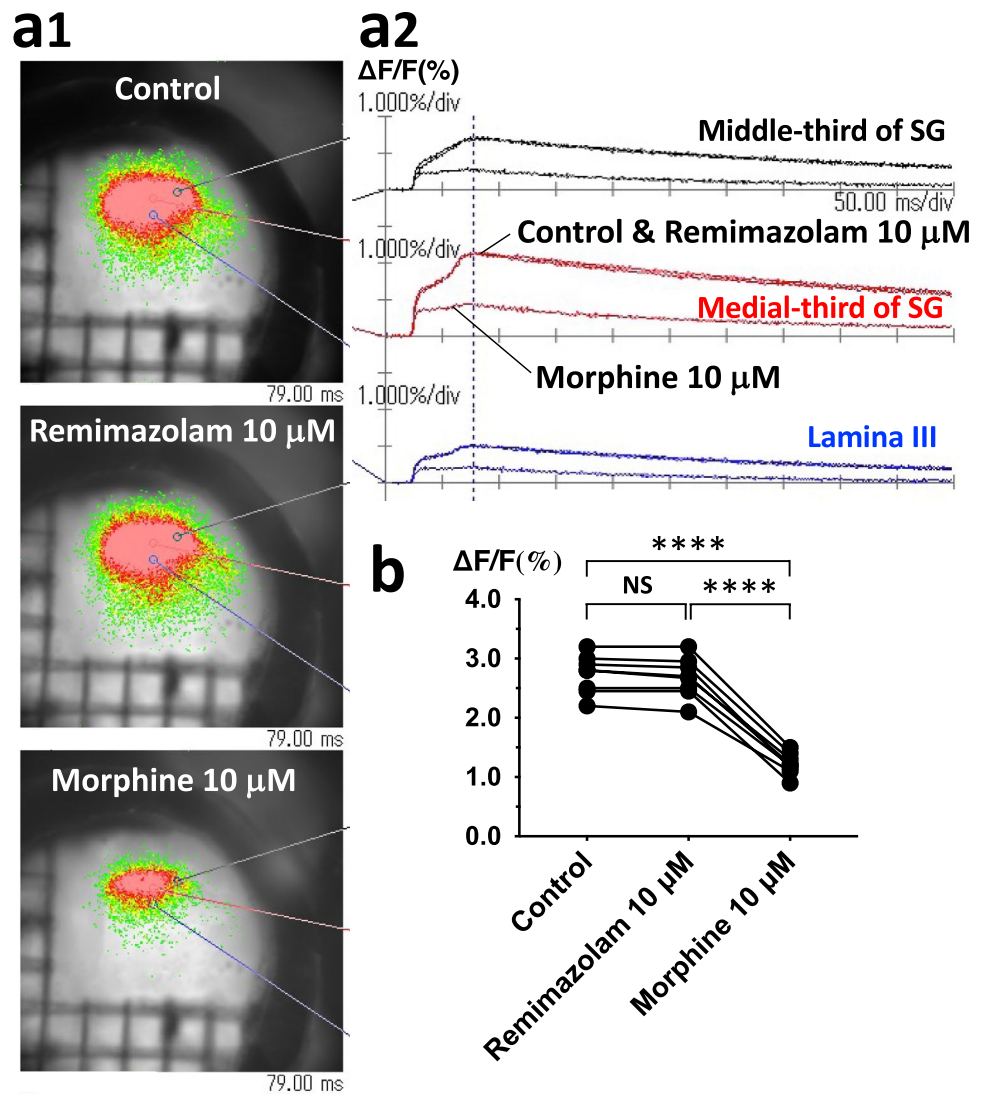 a1
Control
79.00 ms
Remimazolam 10 μM
79.00 ms
Morphine 10 μM
79.00 ms
a2
ΔF/F(%)
1.000%/div
Middle-third of SG
50.00 ms/div
1.000%/div
Control & Remimazolam 10 μM
Medial-third of SG
Morphine 10 μM
1.000%/div
Lamina III
b
ΔF/F(%)
****
NS
****
4.0
3.0
2.0
1.0
0.0
Control
Remimazolam 10 μM
Morphine 10 μM